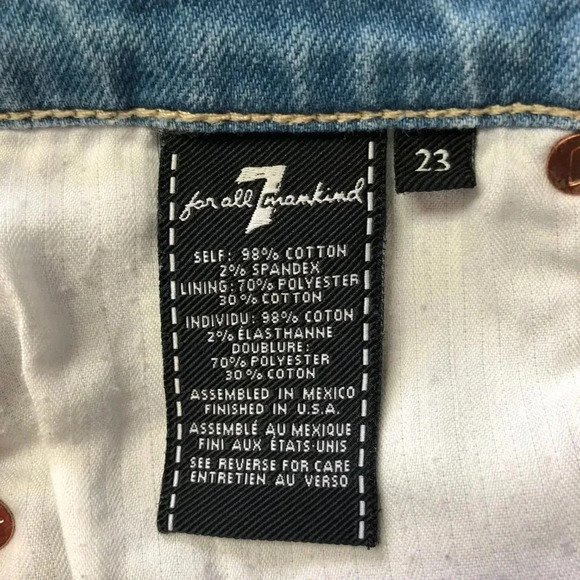 for all 7 mankind
23
SELF: 98% COTTON
2% SPANDEX
LINING: 70% POLYESTER
30% COTTON
INDIVIDU: 98% COTON
2% ÉLASTHANNE
DOUBLURE:
70% POLYESTER
30% COTON
ASSEMBLED IN MEXICO
FINISHED IN U.S.A.
ASSEMBLÉ AU MEXIQUE
FINI AUX ÉTATS-UNIS
SEE REVERSE FOR CARE
ENTRETIEN AU VERSO